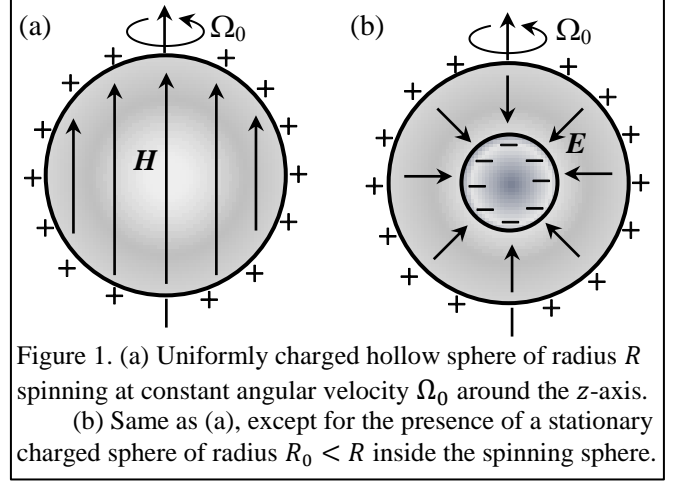 (a) Ω₀ (b) Ω₀
+ + + + + + + + + + + + + +
H
E
− − − − − − − −
Figure 1. (a) Uniformly charged hollow sphere of radius R
spinning at constant angular velocity Ω₀ around the z-axis.
(b) Same as (a), except for the presence of a stationary
charged sphere of radius R₀ < R inside the spinning sphere.